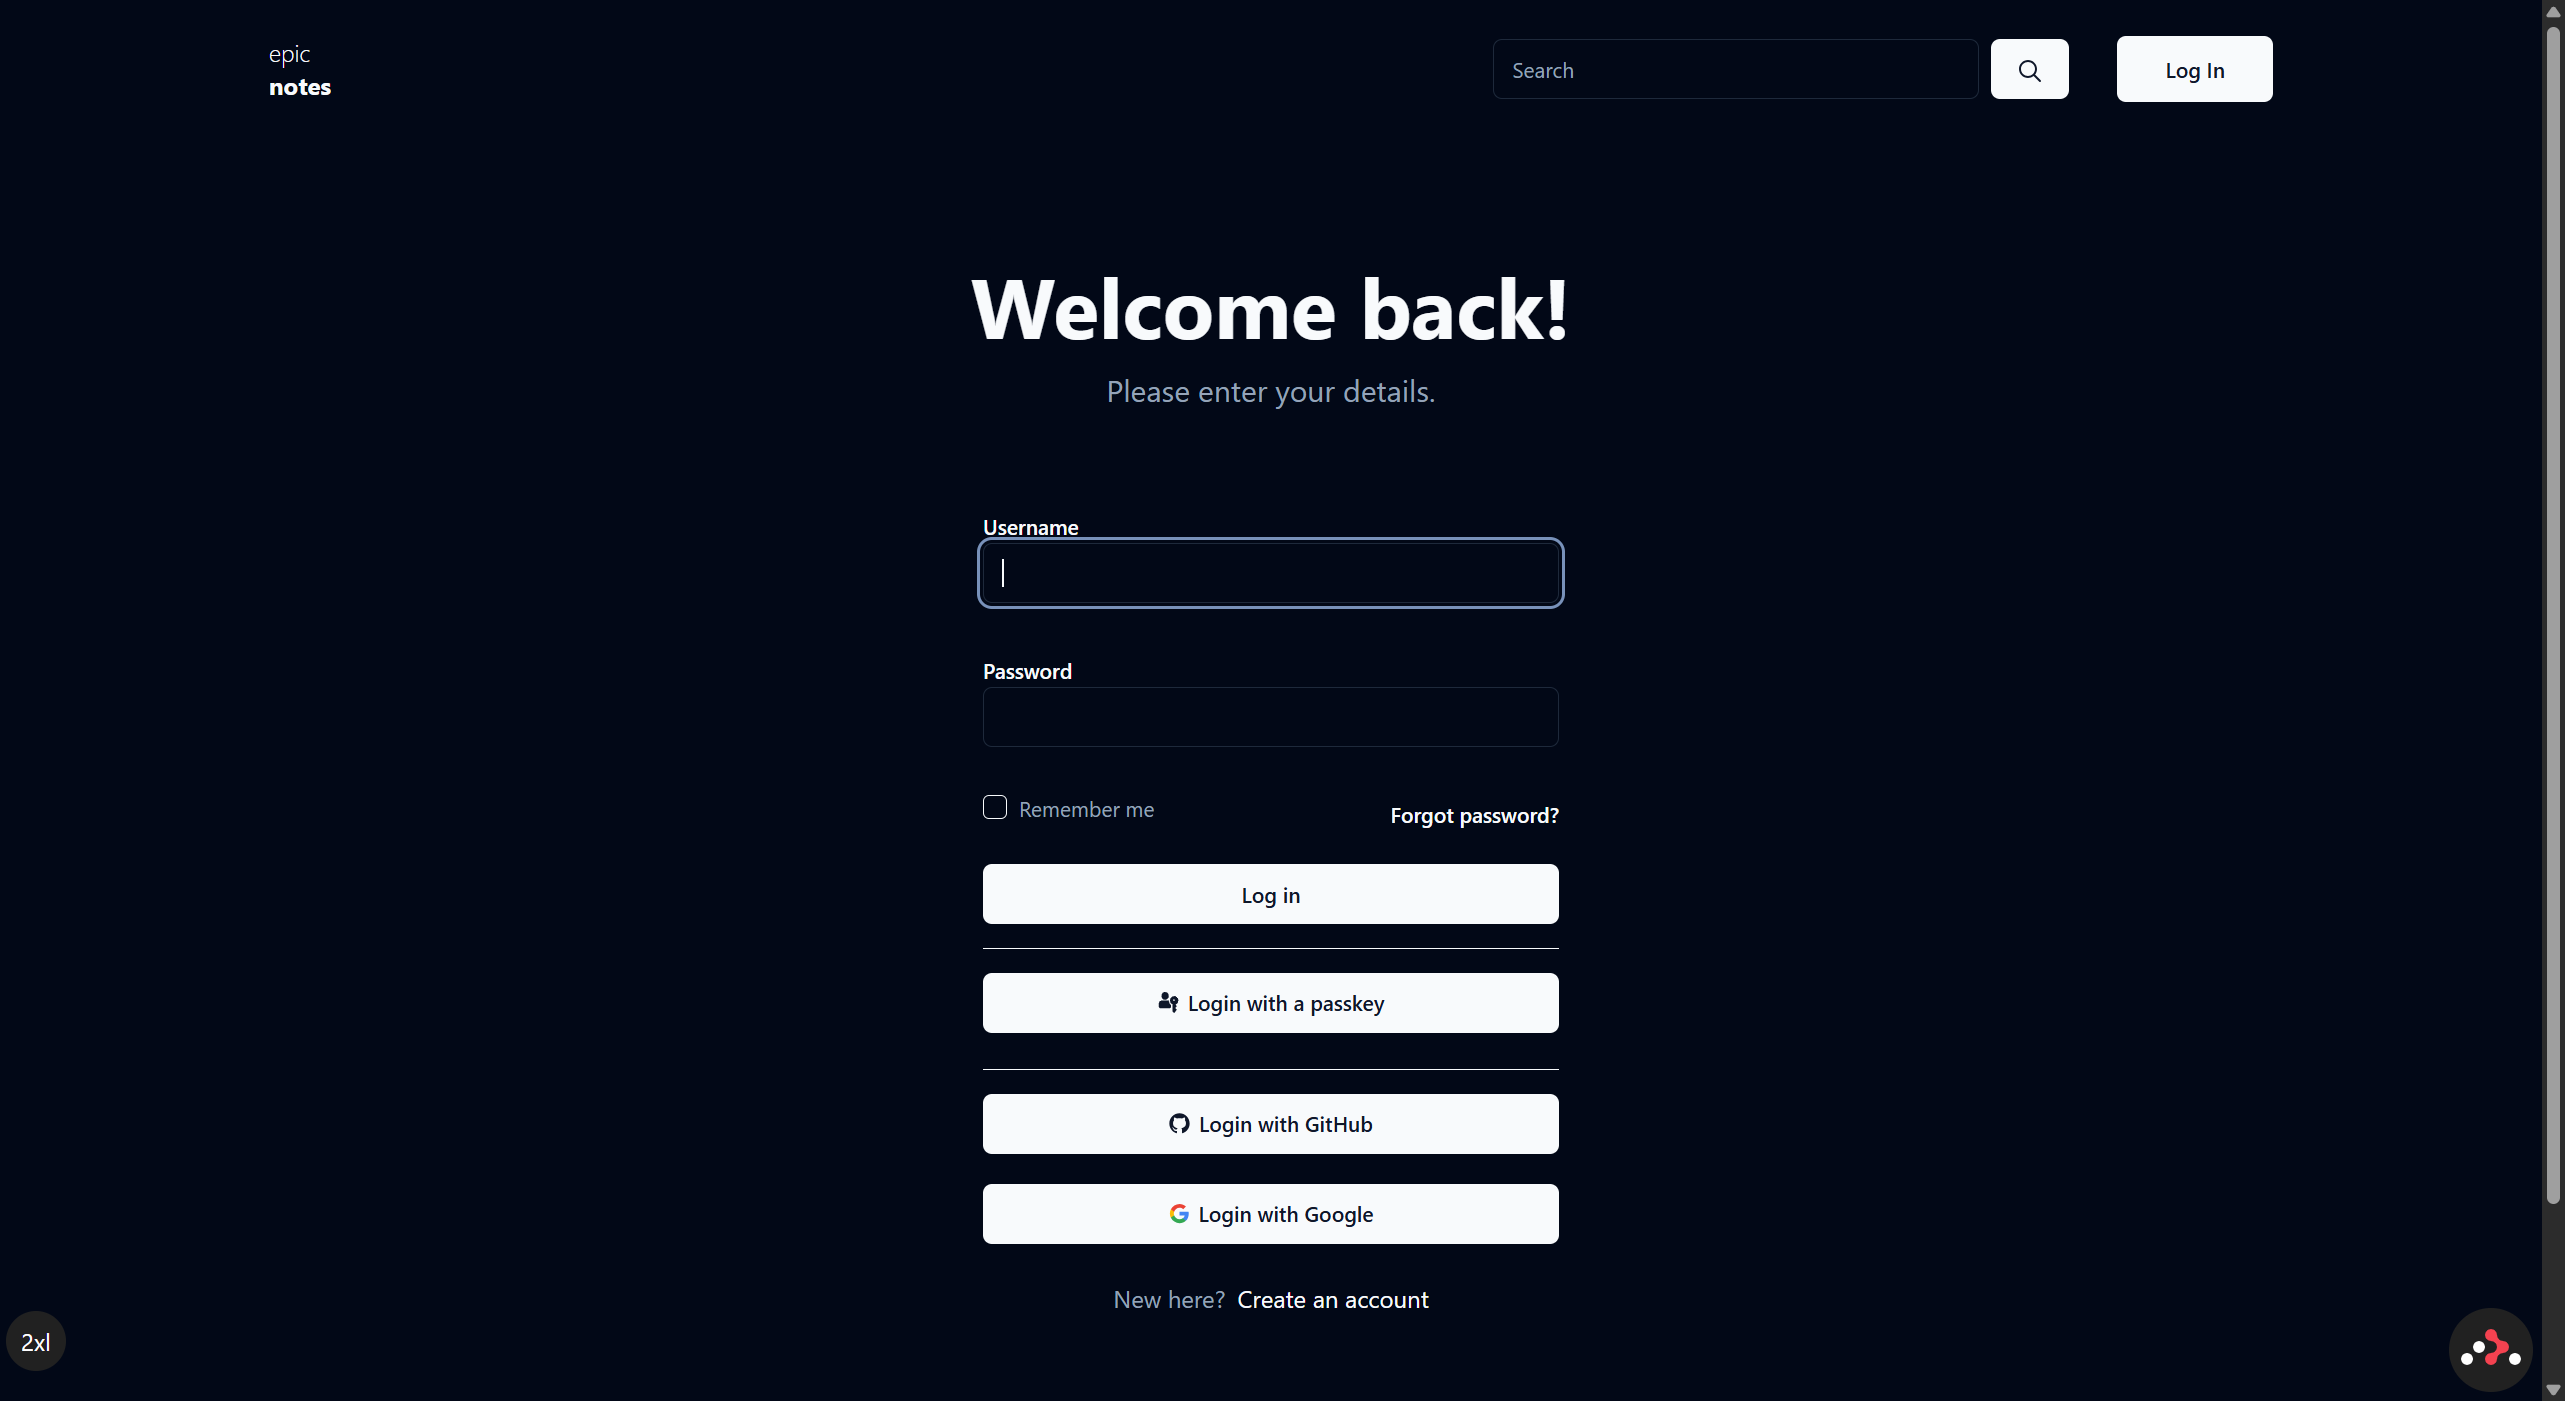 epic
notes
Search
Log In
Welcome back!
Please enter your details.
Username
Password
Remember me
Forgot password?
Log in
Login with a passkey
Login with GitHub
Login with Google
New here? Create an account
2xl